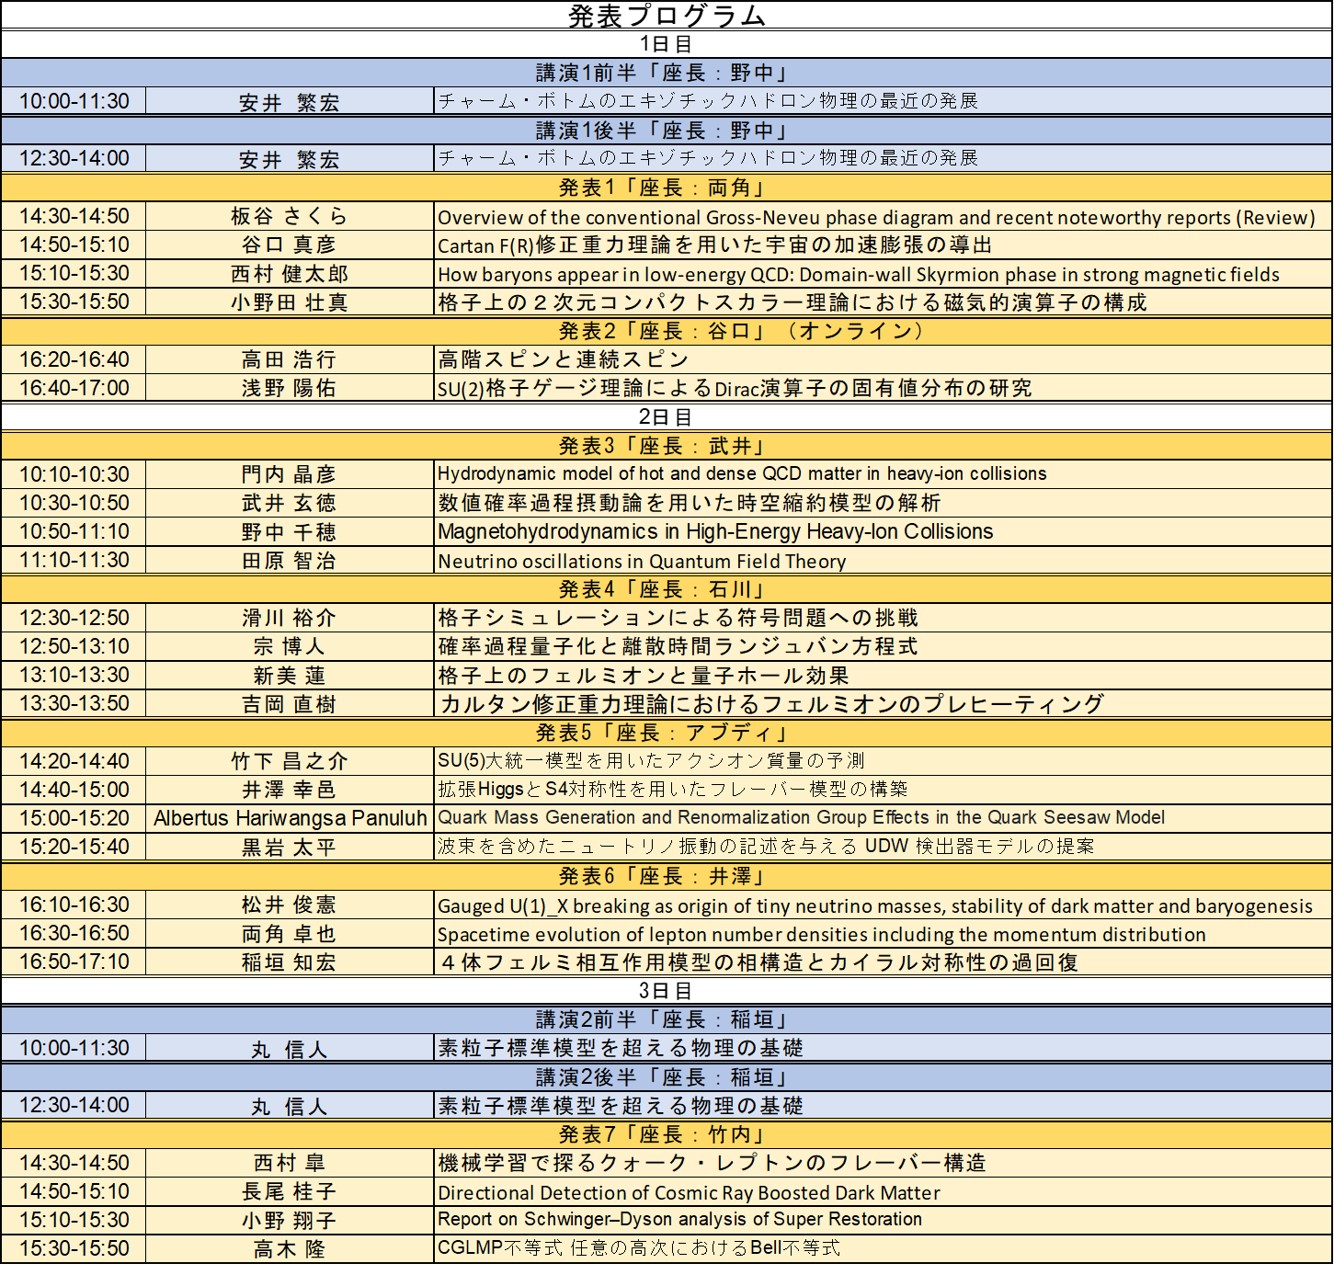 発表プログラム
1日目
講演1前半「座長：野中」
10:00-11:30 安井 繁宏 チャーム・ボトムのエキゾチックハドロン物理の最近の発展
講演1後半「座長：野中」
12:30-14:00 安井 繁宏 チャーム・ボトムのエキゾチックハドロン物理の最近の発展
発表1「座長：両角」
14:30-14:50 板谷 さくら Overview of the conventional Gross-Neveu phase diagram and recent noteworthy reports (Review)
14:50-15:10 谷口 真彦 Cartan F(R)修正重力理論を用いた宇宙の加速膨張の導出
15:10-15:30 西村 健太郎 How baryons appear in low-energy QCD: Domain-wall Skyrmion phase in strong magnetic fields
15:30-15:50 小野田 壮真 格子上の２次元コンパクトスカラー理論における磁気的演算子の構成
発表2「座長：谷口」（オンライン）
16:20-16:40 高田 浩行 高階スピンと連続スピン
16:40-17:00 浅野 陽佑 SU(2)格子ゲージ理論によるDirac演算子の固有値分布の研究
2日目
発表3「座長：武井」
10:10-10:30 門内 晶彦 Hydrodynamic model of hot and dense QCD matter in heavy-ion collisions
10:30-10:50 武井 玄徳 数値確率過程摂動論を用いた時空縮約模型の解析
10:50-11:10 野中 千穂 Magnetohydrodynamics in High-Energy Heavy-Ion Collisions
11:10-11:30 田原 智治 Neutrino oscillations in Quantum Field Theory
発表4「座長：石川」
12:30-12:50 滑川 裕介 格子シミュレーションによる符号問題への挑戦
12:50-13:10 宗 博人 確率過程量子化と離散時間ランジュバン方程式
13:10-13:30 新美 蓮 格子上のフェルミオンと量子ホール効果
13:30-13:50 吉岡 直樹 カルタン修正重力理論におけるフェルミオンのプレヒーティング
発表5「座長：アブディ」
14:20-14:40 竹下 昌之介 SU(5)大統一模型を用いたアクシオン質量の予測
14:40-15:00 井澤 幸邑 拡張HiggsとS4対称性を用いたフレーバー模型の構築
15:00-15:20 Albertus Hariwangsa Panuluh Quark Mass Generation and Renormalization Group Effects in the Quark Seesaw Model
15:20-15:40 黒岩 太平 波束を含めたニュートリノ振動の記述を与える UDW 検出器モデルの提案
発表6「座長：井澤」
16:10-16:30 松井 俊憲 Gauged U(1)_X breaking as origin of tiny neutrino masses, stability of dark matter and baryogenesis
16:30-16:50 両角 卓也 Spacetime evolution of lepton number densities including the momentum distribution
16:50-17:10 稲垣 知宏 ４体フェルミ相互作用模型の相構造とカイラル対称性の過回復
3日目
講演2前半「座長：稲垣」
10:00-11:30 丸 信人 素粒子標準模型を超える物理の基礎
講演2後半「座長：稲垣」
12:30-14:00 丸 信人 素粒子標準模型を超える物理の基礎
発表7「座長：竹内」
14:30-14:50 西村 皐 機械学習で探るクォーク・レプトンのフレーバー構造
14:50-15:10 長尾 桂子 Directional Detection of Cosmic Ray Boosted Dark Matter
15:10-15:30 小野 翔子 Report on Schwinger–Dyson analysis of Super Restoration
15:30-15:50 高木 隆 CGLMP不等式 任意の高次におけるBell不等式